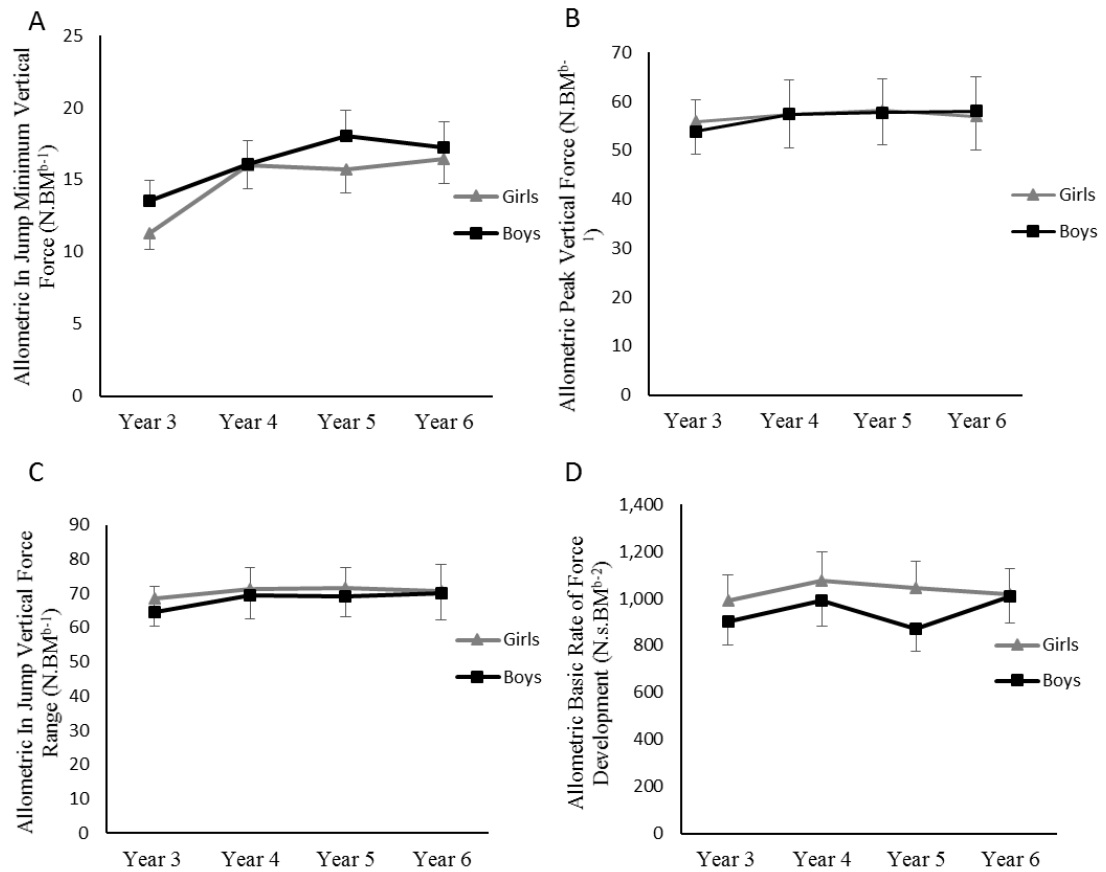 A
Allometric In Jump Minimum Vertical
Force (N.BM^b-1)
25
20
15
10
5
0
Year 3 Year 4 Year 5 Year 6
Girls
Boys
B
Allometric Peak Vertical Force (N.BM^b-
1)
70
60
50
40
30
20
10
0
Year 3 Year 4 Year 5 Year 6
Girls
Boys
C
Allometric In Jump Vertical Force
Range (N.BM^b-1)
90
80
70
60
50
40
30
20
10
0
Year 3 Year 4 Year 5 Year 6
Girls
Boys
D
Allometric Basic Rate of Force
Development (N.s.BM^b-2)
1,400
1,200
1,000
800
600
400
200
0
Year 3 Year 4 Year 5 Year 6
Girls
Boys